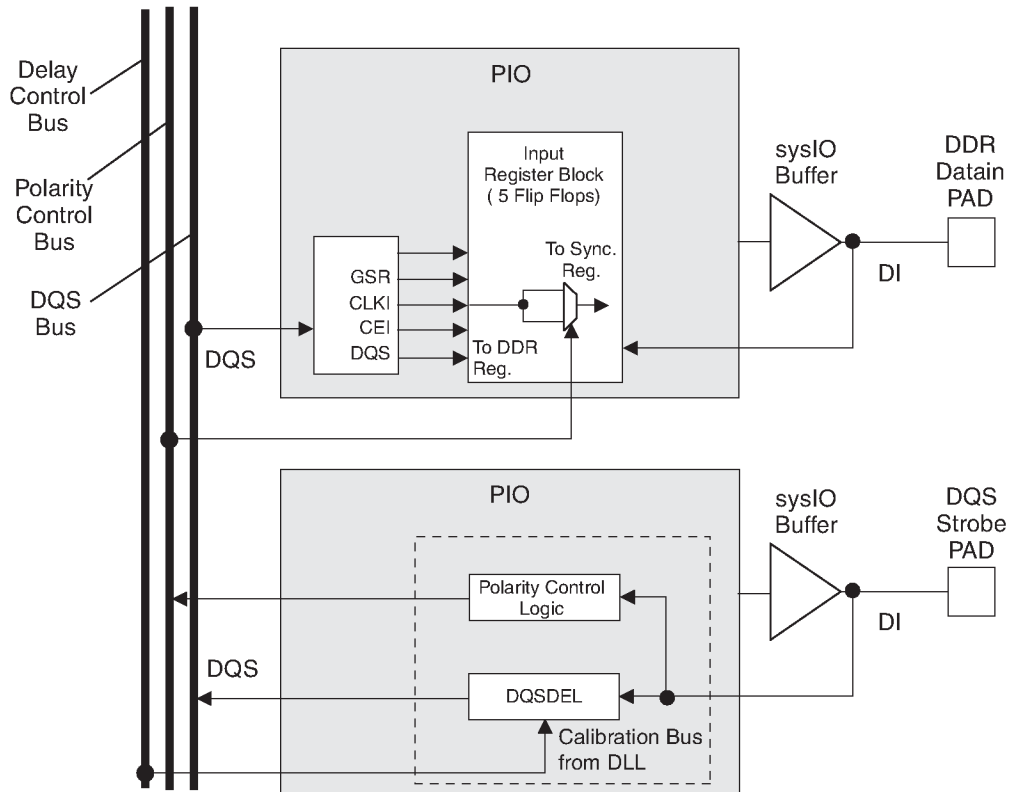 Delay
Control
Bus
Polarity
Control
Bus
DQS
Bus
DQS
PIO
Input
Register Block
( 5 Flip Flops)
GSR
CLKI
CEI
DQS
To Sync.
Reg.
To DDR
Reg.
sysIO
Buffer
DDR
Datain
PAD
DI
PIO
Polarity Control
Logic
DQS
DQSDEL
Calibration Bus
from DLL
sysIO
Buffer
DQS
Strobe
PAD
DI